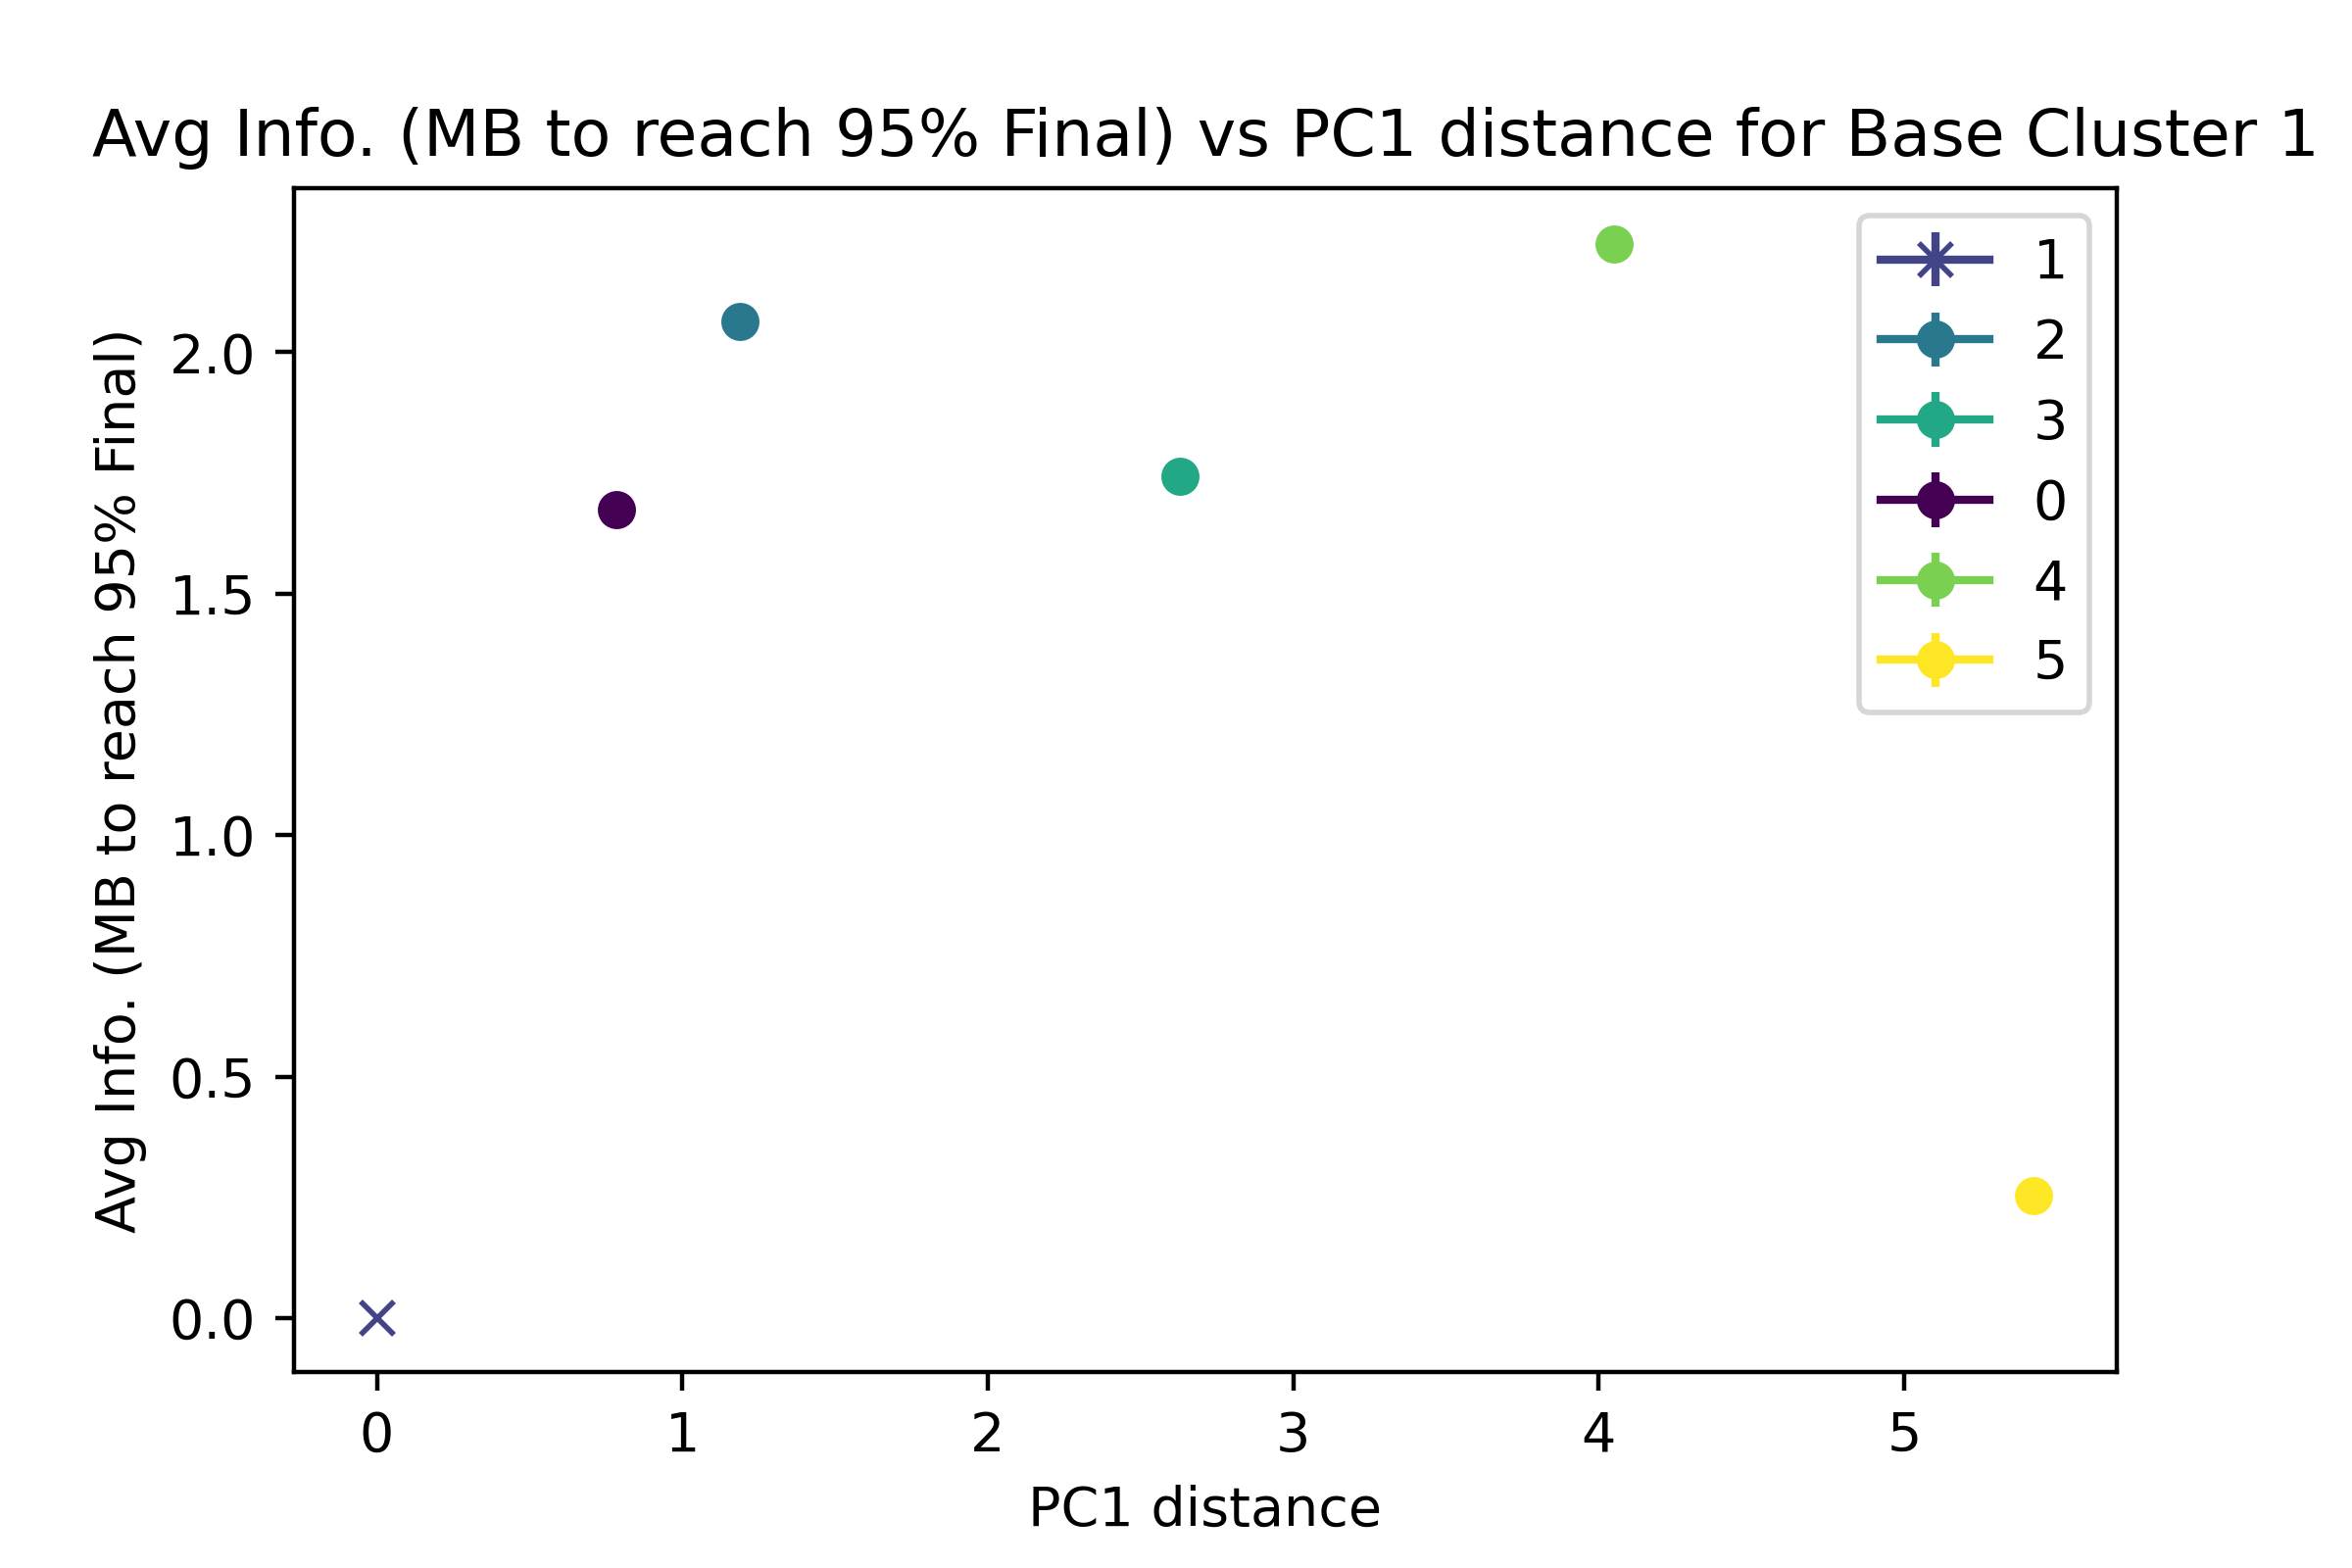 Avg Info. (MB to reach 95% Final) vs PC1 distance for Base Cluster 1
Avg Info. (MB to reach 95% Final)
2.0
1.5
1.0
0.5
0.0
1
2
3
0
4
5
0 1 2 3 4 5
PC1 distance